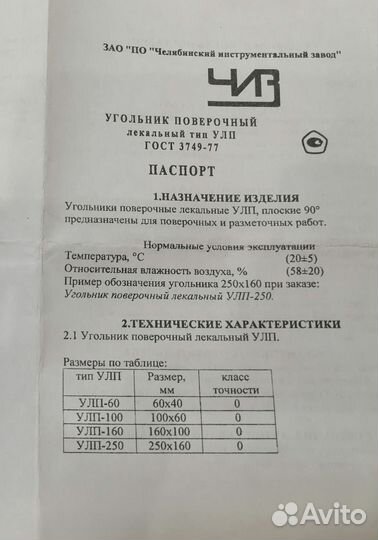 ЗАО "ПО "Челябинский инструментальный завод"
ЧИЗ
УГОЛЬНИК ПОВЕРОЧНЫЙ
лекальный тип УЛП
ГОСТ 3749-77
ПАСПОРТ
1.НАЗНАЧЕНИЕ ИЗДЕЛИЯ
Угольники поверочные лекальные УЛП, плоские 90°
предназначены для поверочных и разметочных работ.
Нормальные условия эксплуатации
Температура, °С (20±5)
Относительная влажность воздуха, % (58±20)
Пример обозначения угольника 250х160 при заказе:
Угольник поверочный лекальный УЛП-250.
2.ТЕХНИЧЕСКИЕ ХАРАКТЕРИСТИКИ
2.1 Угольник поверочный лекальный УЛП.
Размеры по таблице:
тип УЛП Размер, класс
мм точности
УЛП-60 60х40 0
УЛП-100 100х60 0
УЛП-160 160х100 0
УЛП-250 250х160 0
Avito